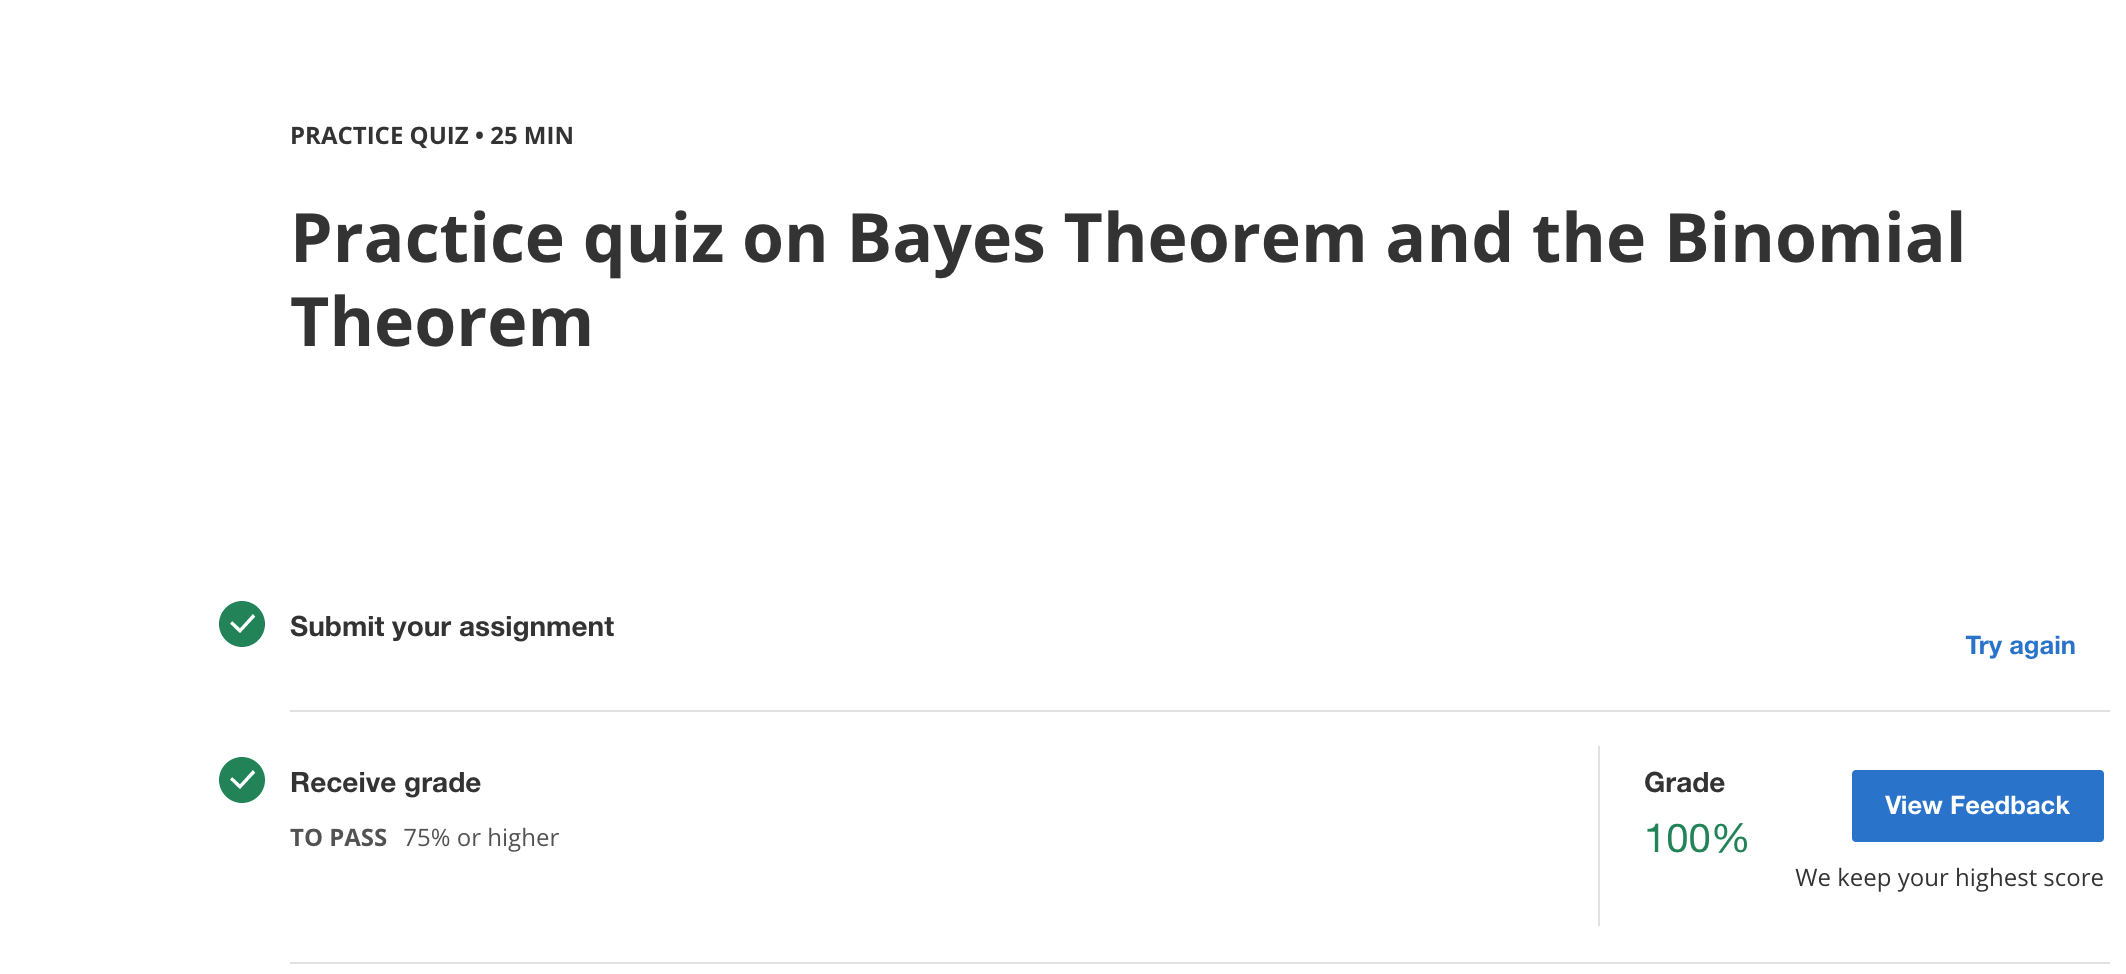 PRACTICE QUIZ • 25 MIN
Practice quiz on Bayes Theorem and the Binomial
Theorem
Submit your assignment
Try again
Receive grade
TO PASS 75% or higher
Grade
100%
View Feedback
We keep your highest score